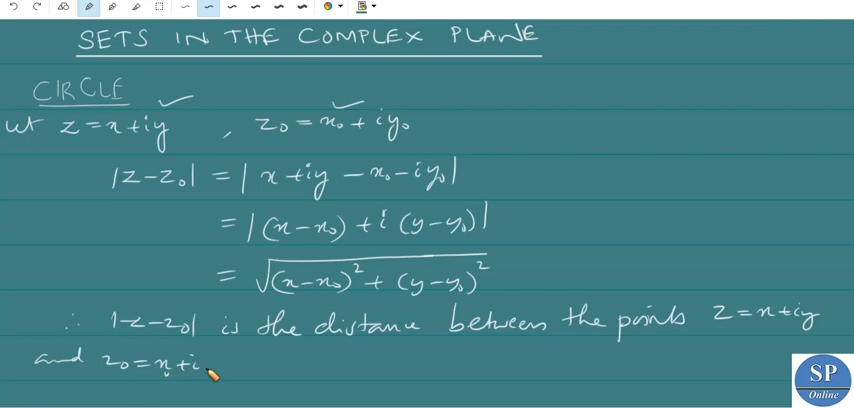 SETS IN THE COMPLEX PLANE
CIRCLE
let z = x + iy , z₀ = x₀ + iy₀
|z - z₀| = | x + iy - x₀ - iy₀|
= |(x - x₀) + i (y - y₀)|
= √((x - x₀)² + (y - y₀)²)
∴ |z - z₀| is the distance between the points z = x + iy
and z₀ = x₀ + i
SP
Online